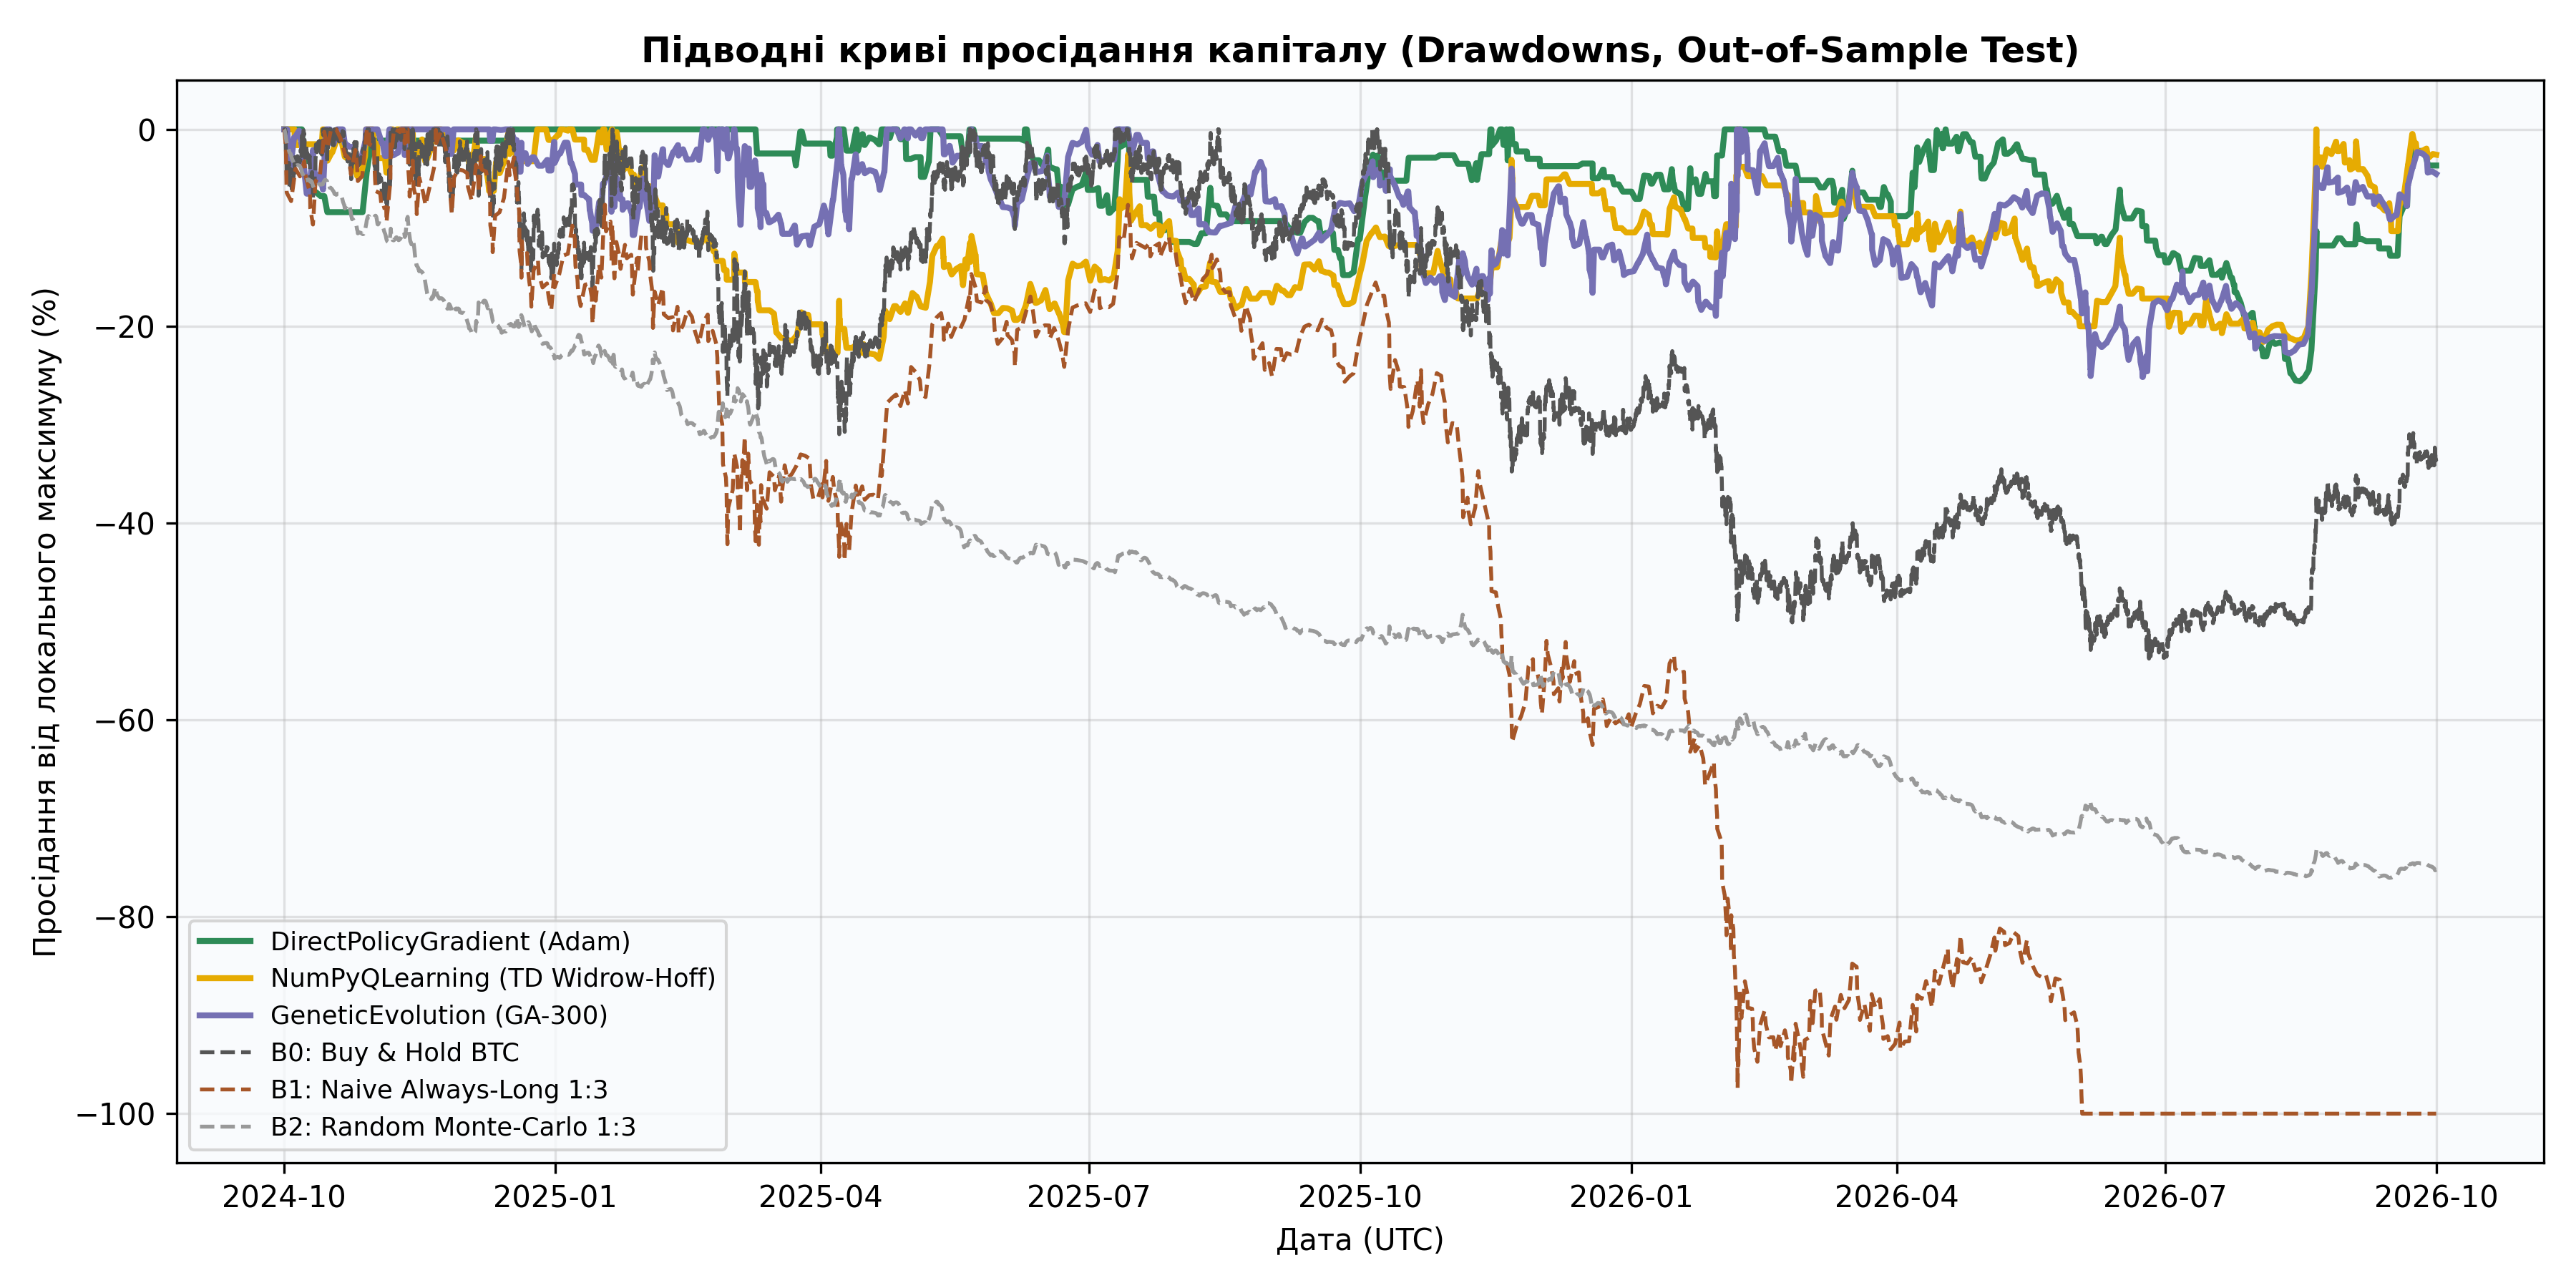 Підводні криві просідання капіталу (Drawdowns, Out-of-Sample Test)
Просідання від локального максимуму (%)
0
−20
−40
−60
−80
−100
DirectPolicyGradient (Adam)
NumPyQLearning (TD Widrow-Hoff)
GeneticEvolution (GA-300)
B0: Buy & Hold BTC
B1: Naive Always-Long 1:3
B2: Random Monte-Carlo 1:3
2024-10
2025-01
2025-04
2025-07
2025-10
2026-01
2026-04
2026-07
2026-10
Дата (UTC)